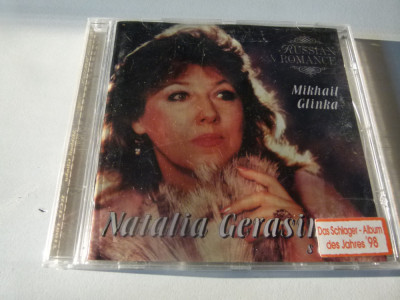 RUSSIAN
ROMANCE
Mikhail
Glinka
Natalia Gerasi
Das Schlager-Album
des Jahres '98